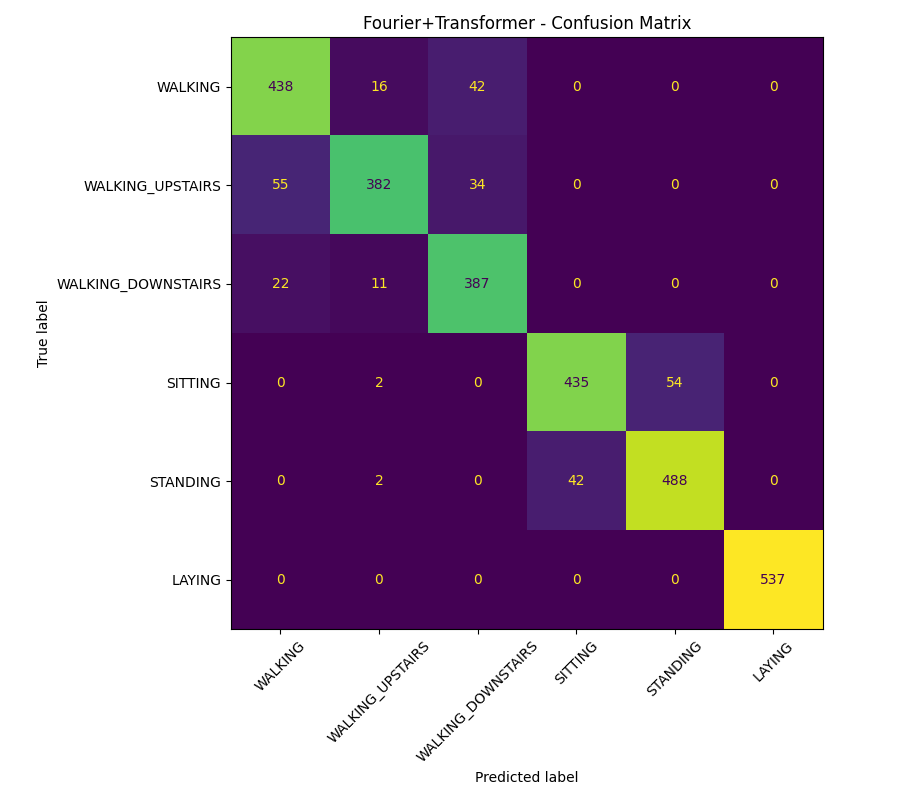 Fourier+Transformer - Confusion Matrix
True label
WALKING 438 16 42 0 0 0
WALKING_UPSTAIRS 55 382 34 0 0 0
WALKING_DOWNSTAIRS 22 11 387 0 0 0
SITTING 0 2 0 435 54 0
STANDING 0 2 0 42 488 0
LAYING 0 0 0 0 0 537
WALKING
WALKING_UPSTAIRS
WALKING_DOWNSTAIRS
SITTING
STANDING
LAYING
Predicted label